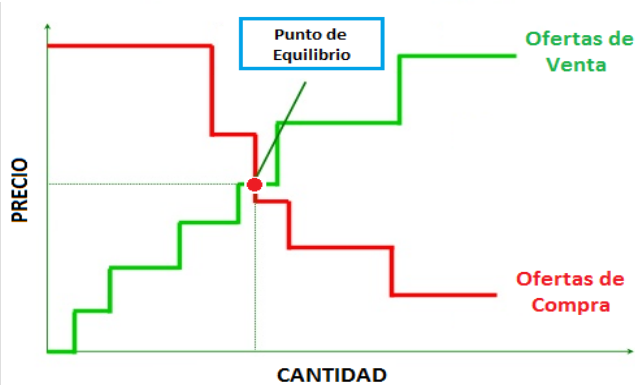 Punto de
Equilibrio
Ofertas de
Venta
PRECIO
Ofertas de
Compra
CANTIDAD